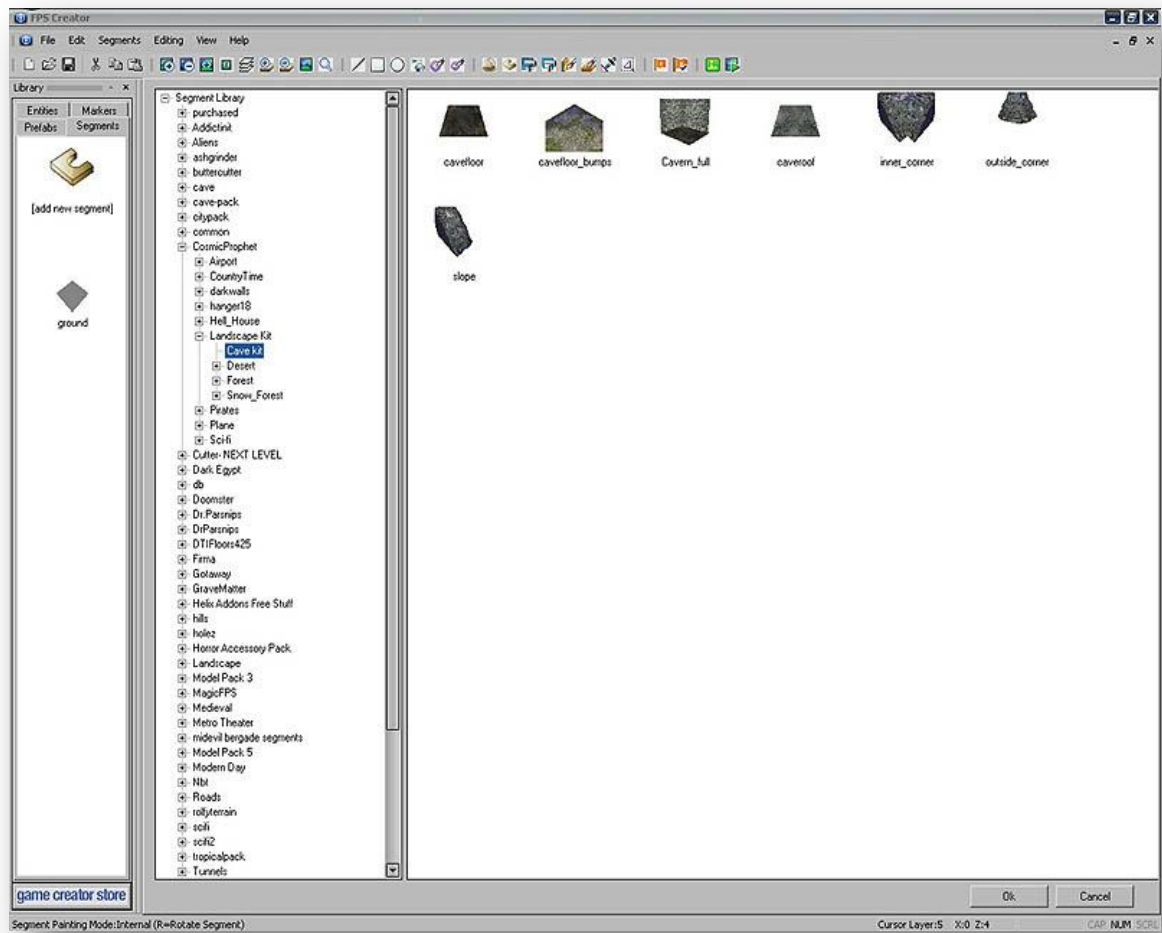 FPS Creator
File Edit Segments Editing View Help
Library
Entities Markers
Prefabs Segments
[add new segment]
ground
game creator store
Segment Library
purchased
Addictinit
Aliens
ashgrinder
buttercutter
cave
cave-pack
citypack
common
CosmicProphet
Airport
CountryTime
darkwalls
hanger18
Hell_House
Landscape Kit
Cave kit
Desert
Forest
Snow_Forest
Pirates
Plane
Sci-fi
Cutter- NEXT LEVEL
Dark Egypt
db
Doomster
Dr.Parsnips
DrParsnips
DTIFloors425
Firma
Gotaway
GraveMatter
Helix Addons Free Stuff
hills
holez
Horror Accessory Pack
Landscape
Model Pack 3
MagicFPS
Medieval
Metro Theater
midevil bergade segments
Model Pack 5
Modern Day
Nbt
Roads
rollyterrain
scifi
scifi2
tropicalpack
Tunnels
cavefloor cavefloor_bumps Cavern_full caveroof inner_corner outside_corner
slope
Ok Cancel
Segment Painting Mode:Internal (R=Rotate Segment) Cursor Layer:5 X:0 Z:4 CAP NUM SCRL